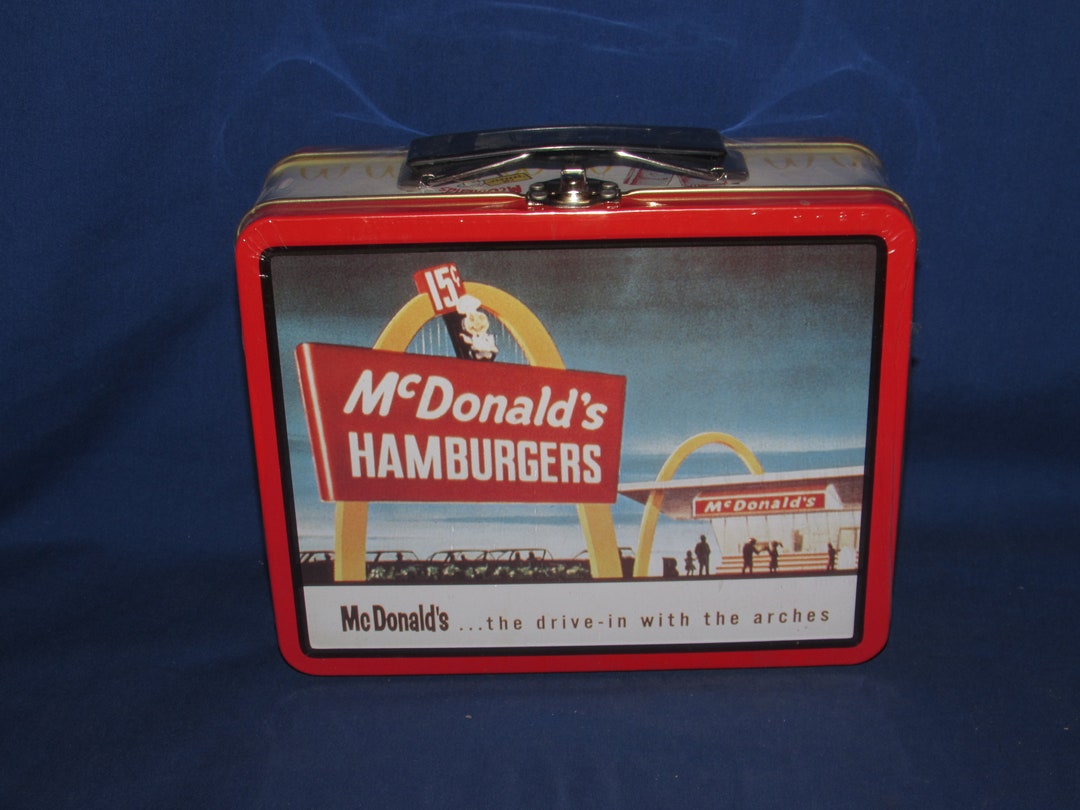 15¢
McDonald's
HAMBURGERS
McDonald's
McDonald's ...the drive-in with the arches